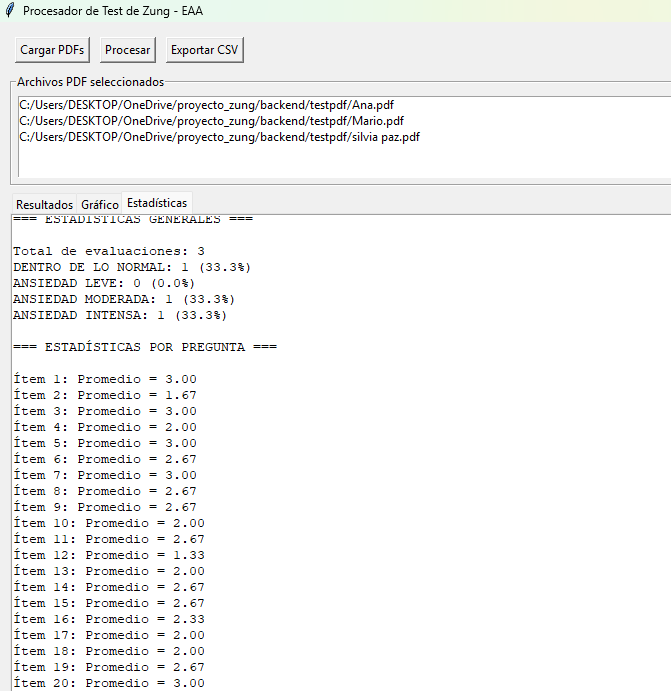 Procesador de Test de Zung - EAA
Cargar PDFs Procesar Exportar CSV
Archivos PDF seleccionados
C:/Users/DESKTOP/OneDrive/proyecto_zung/backend/testpdf/Ana.pdf
C:/Users/DESKTOP/OneDrive/proyecto_zung/backend/testpdf/Mario.pdf
C:/Users/DESKTOP/OneDrive/proyecto_zung/backend/testpdf/silvia paz.pdf
Resultados Gráfico Estadísticas
=== ESTADÍSTICAS GENERALES ===
Total de evaluaciones: 3
DENTRO DE LO NORMAL: 1 (33.3%)
ANSIEDAD LEVE: 0 (0.0%)
ANSIEDAD MODERADA: 1 (33.3%)
ANSIEDAD INTENSA: 1 (33.3%)
=== ESTADÍSTICAS POR PREGUNTA ===
Ítem 1: Promedio = 3.00
Ítem 2: Promedio = 1.67
Ítem 3: Promedio = 3.00
Ítem 4: Promedio = 2.00
Ítem 5: Promedio = 3.00
Ítem 6: Promedio = 2.67
Ítem 7: Promedio = 3.00
Ítem 8: Promedio = 2.67
Ítem 9: Promedio = 2.67
Ítem 10: Promedio = 2.00
Ítem 11: Promedio = 2.67
Ítem 12: Promedio = 1.33
Ítem 13: Promedio = 2.00
Ítem 14: Promedio = 2.67
Ítem 15: Promedio = 2.67
Ítem 16: Promedio = 2.33
Ítem 17: Promedio = 2.00
Ítem 18: Promedio = 2.00
Ítem 19: Promedio = 2.67
Ítem 20: Promedio = 3.00